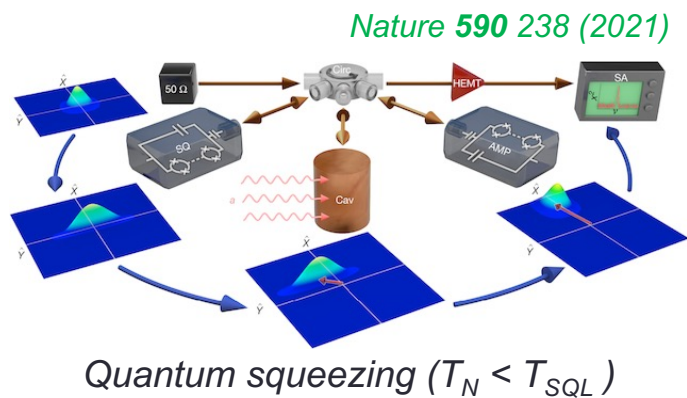 Nature 590 238 (2021)
50 Ω
Circ
HEMT
SA
X̂
Ŷ
SQ
AMP
X̂
Ŷ
a
Cav
X̂
Ŷ
X̂
Ŷ
Quantum squeezing (T_N < T_SQL )